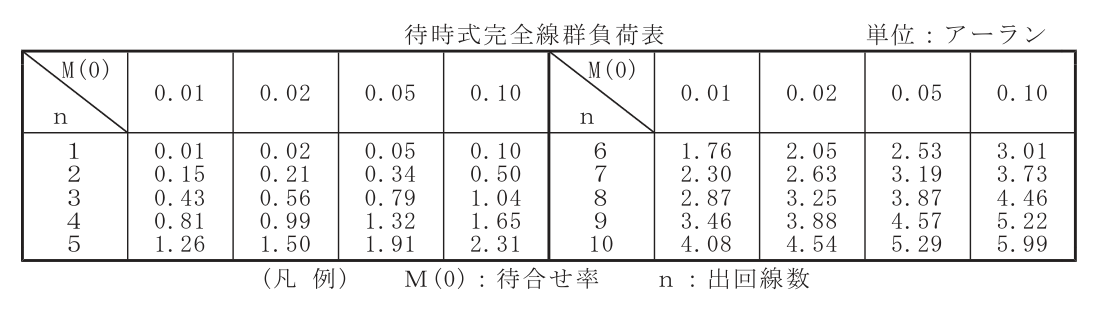 待時式完全線群負荷表 単位：アーラン
M(0) n 0.01 0.02 0.05 0.10 M(0) n 0.01 0.02 0.05 0.10
1 0.01 0.02 0.05 0.10 6 1.76 2.05 2.53 3.01
2 0.15 0.21 0.34 0.50 7 2.30 2.63 3.19 3.73
3 0.43 0.56 0.79 1.04 8 2.87 3.25 3.87 4.46
4 0.81 0.99 1.32 1.65 9 3.46 3.88 4.57 5.22
5 1.26 1.50 1.91 2.31 10 4.08 4.54 5.29 5.99
(凡 例) M(0)：待合せ率 n：出回線数